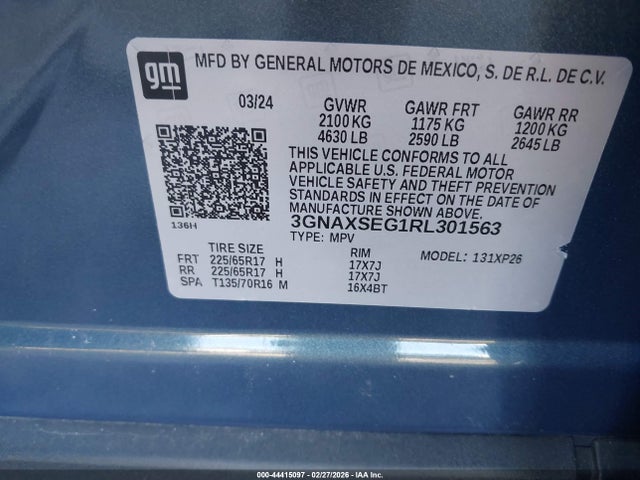 gm
MFD BY GENERAL MOTORS DE MEXICO, S. DE R.L. DE C.V.
03/24 GVWR GAWR FRT GAWR RR
2100 KG 1175 KG 1200 KG
4630 LB 2590 LB 2645 LB
THIS VEHICLE CONFORMS TO ALL
APPLICABLE U.S. FEDERAL MOTOR
VEHICLE SAFETY AND THEFT PREVENTION
STANDARDS IN EFFECT ON THE DATE OF
MANUFACTURE SHOWN ABOVE.
136H
3GNAXSEG1RL301563
TYPE: MPV
TIRE SIZE RIM MODEL: 131XP26
FRT 225/65R17 H 17X7J
RR 225/65R17 H 17X7J
SPA T135/70R16 M 16X4BT
000-44415097 - 02/27/2026 - IAA Inc.